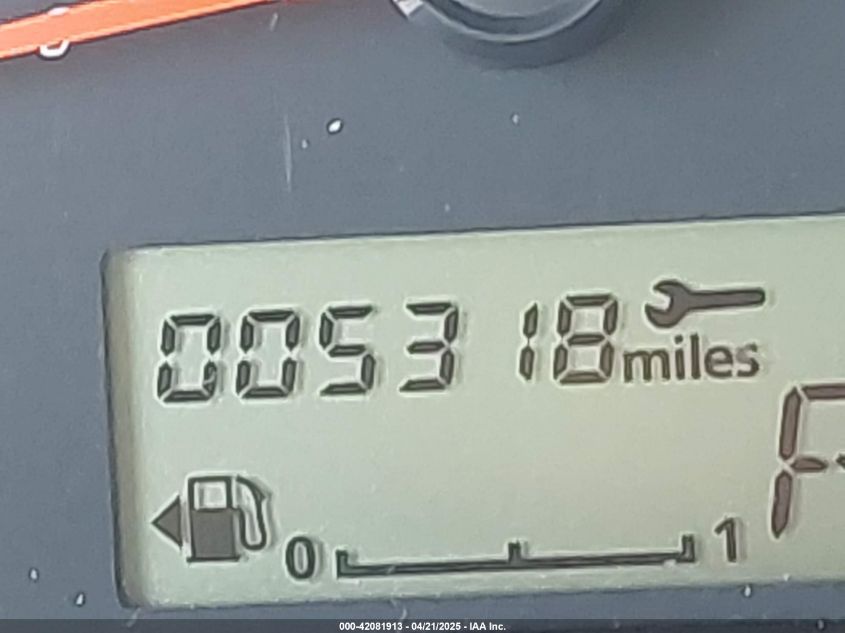 005318 miles
0 1
000-42081913 - 04/21/2025 - IAA Inc.